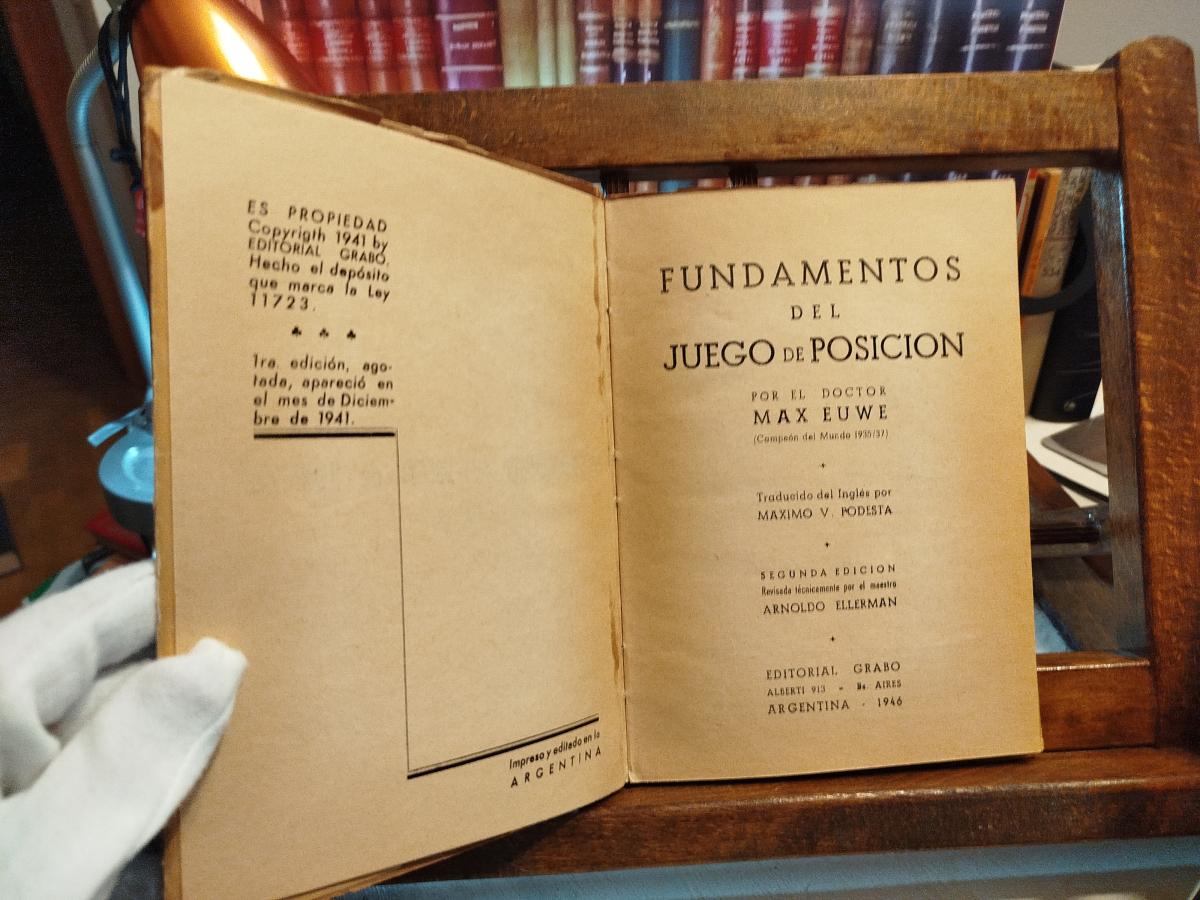 ES PROPIEDAD
Copyrigth 1941 by
EDITORIAL GRABO.
Hecho el depósito
que marca la Ley
11723.
1ra. edición, ago-
tada, apareció en
el mes de Diciem-
bre de 1941.
Impreso y editado en la
ARGENTINA
FUNDAMENTOS
DEL
JUEGO DE POSICION
POR EL DOCTOR
MAX EUWE
(Campeón del Mundo 1935/37)
Traducido del Inglés por
MAXIMO V. PODESTA
SEGUNDA EDICION
Revisada técnicamente por el maestro
ARNOLDO ELLERMAN
EDITORIAL GRABO
ALBERTI 913 - Bs. AIRES
ARGENTINA - 1946